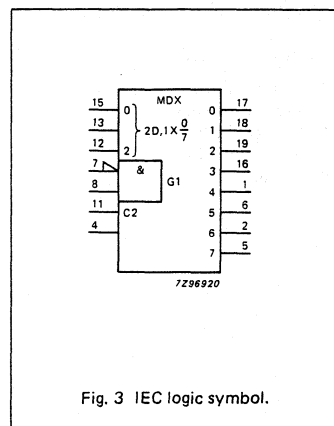 MDX
15 0 0 17
13 2D,1X 0/7 1 18
12 2 2 19
7 & 3 16
8 G1 4 1
11 C2 5 6
4 6 2
7 5
7Z96920
Fig. 3 IEC logic symbol.